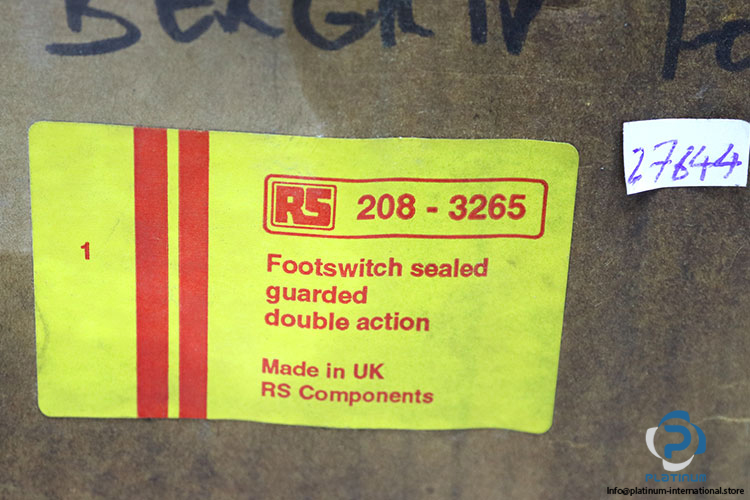 27644
1
RS 208 - 3265
Footswitch sealed
guarded
double action
Made in UK
RS Components
PLATINUM
Info@platinum-international.store